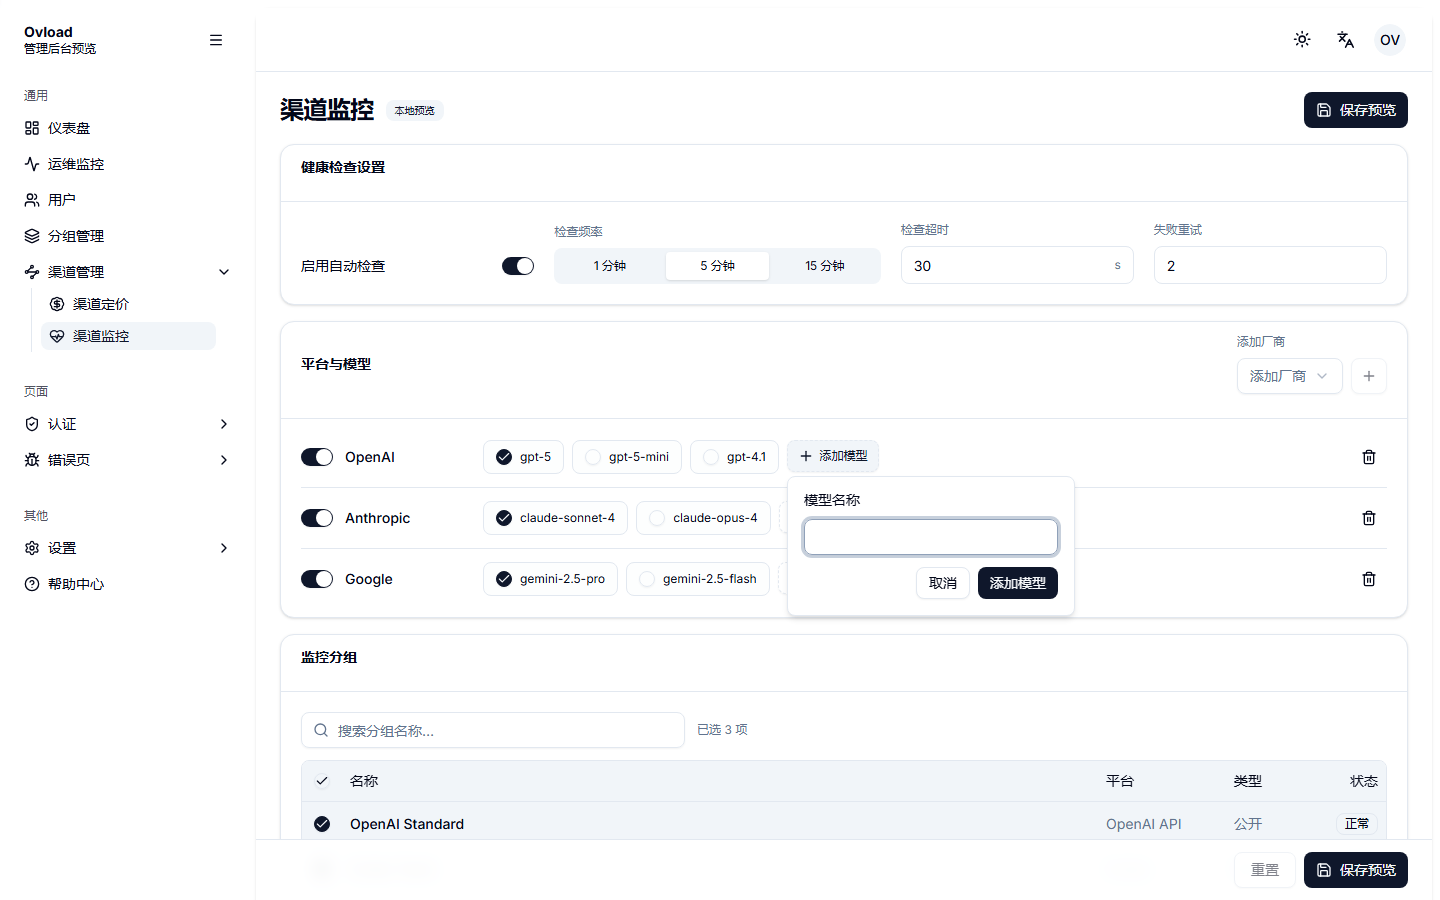 Ovload
管理后台预览
OV
通用
仪表盘
运维监控
用户
分组管理
渠道管理
渠道定价
渠道监控
页面
认证
错误页
其他
设置
帮助中心
渠道监控
本地预览
保存预览
健康检查设置
启用自动检查
检查频率
1 分钟
5 分钟
15 分钟
检查超时
30
s
失败重试
2
平台与模型
添加厂商
添加厂商
OpenAI
gpt-5
gpt-5-mini
gpt-4.1
添加模型
模型名称
取消
添加模型
Anthropic
claude-sonnet-4
claude-opus-4
Google
gemini-2.5-pro
gemini-2.5-flash
监控分组
搜索分组名称...
已选 3 项
名称
平台
类型
状态
OpenAI Standard
OpenAI API
公开
正常
重置
保存预览